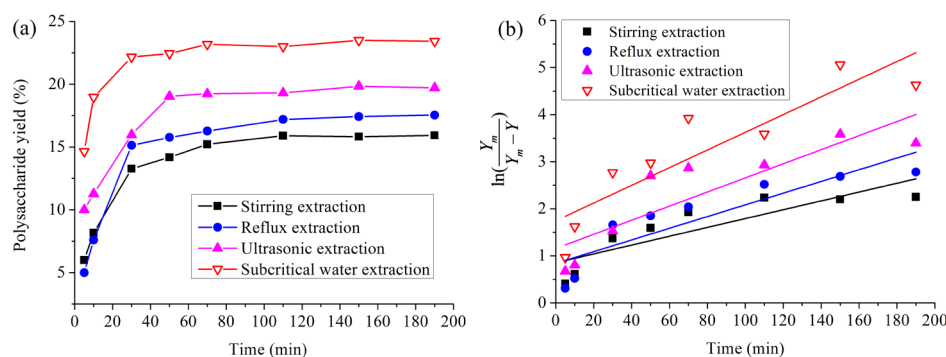 (a)
25
20
15
10
5
Polysaccharide yield (%)
Stirring extraction
Reflux extraction
Ultrasonic extraction
Subcritical water extraction
0 20 40 60 80 100 120 140 160 180 200
Time (min)
(b)
6
5
4
3
2
1
0
ln(Ym/Ym − Y)
Stirring extraction
Reflux extraction
Ultrasonic extraction
Subcritical water extraction
0 20 40 60 80 100 120 140 160 180 200
Time (min)